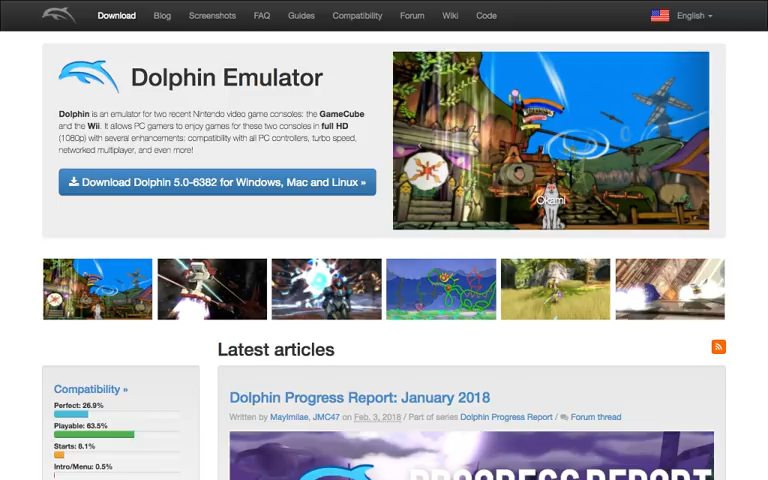 Download Blog Screenshots FAQ Guides Compatibility Forum Wiki Code English
Dolphin Emulator
Dolphin is an emulator for two recent Nintendo video game consoles: the GameCube
and the Wii. It allows PC gamers to enjoy games for these two consoles in full HD
(1080p) with several enhancements: compatibility with all PC controllers, turbo speed,
networked multiplayer, and even more!
Download Dolphin 5.0-6382 for Windows, Mac and Linux »
Okami
Latest articles
Compatibility »
Perfect: 26.9%
Playable: 63.5%
Starts: 8.1%
Intro/Menu: 0.5%
Dolphin Progress Report: January 2018
Written by MayImilae, JMC47 on Feb. 3, 2018 / Part of series Dolphin Progress Report / Forum thread
PROGRESS REPORT